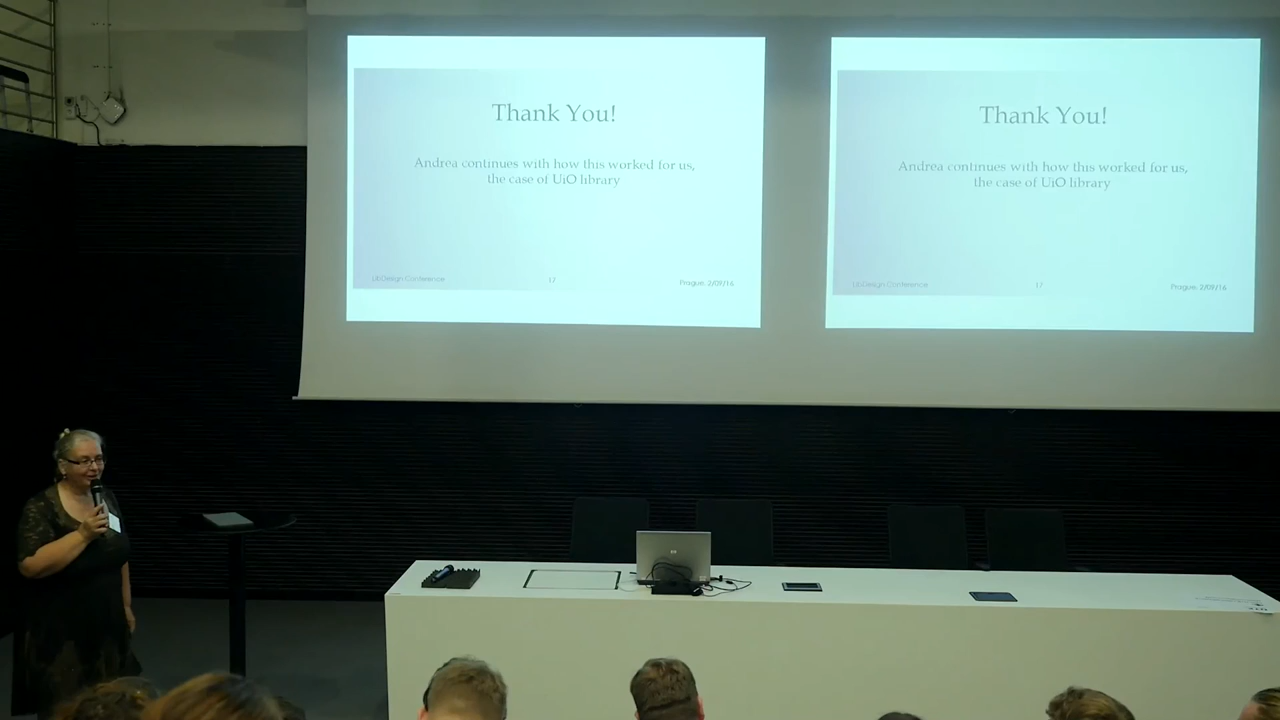 Thank You!
Andrea continues with how this worked for us,
the case of UiO library
LibDesign Conference
17
Prague, 2/09/16
Thank You!
Andrea continues with how this worked for us,
the case of UiO library
LibDesign Conference
17
Prague, 2/09/16